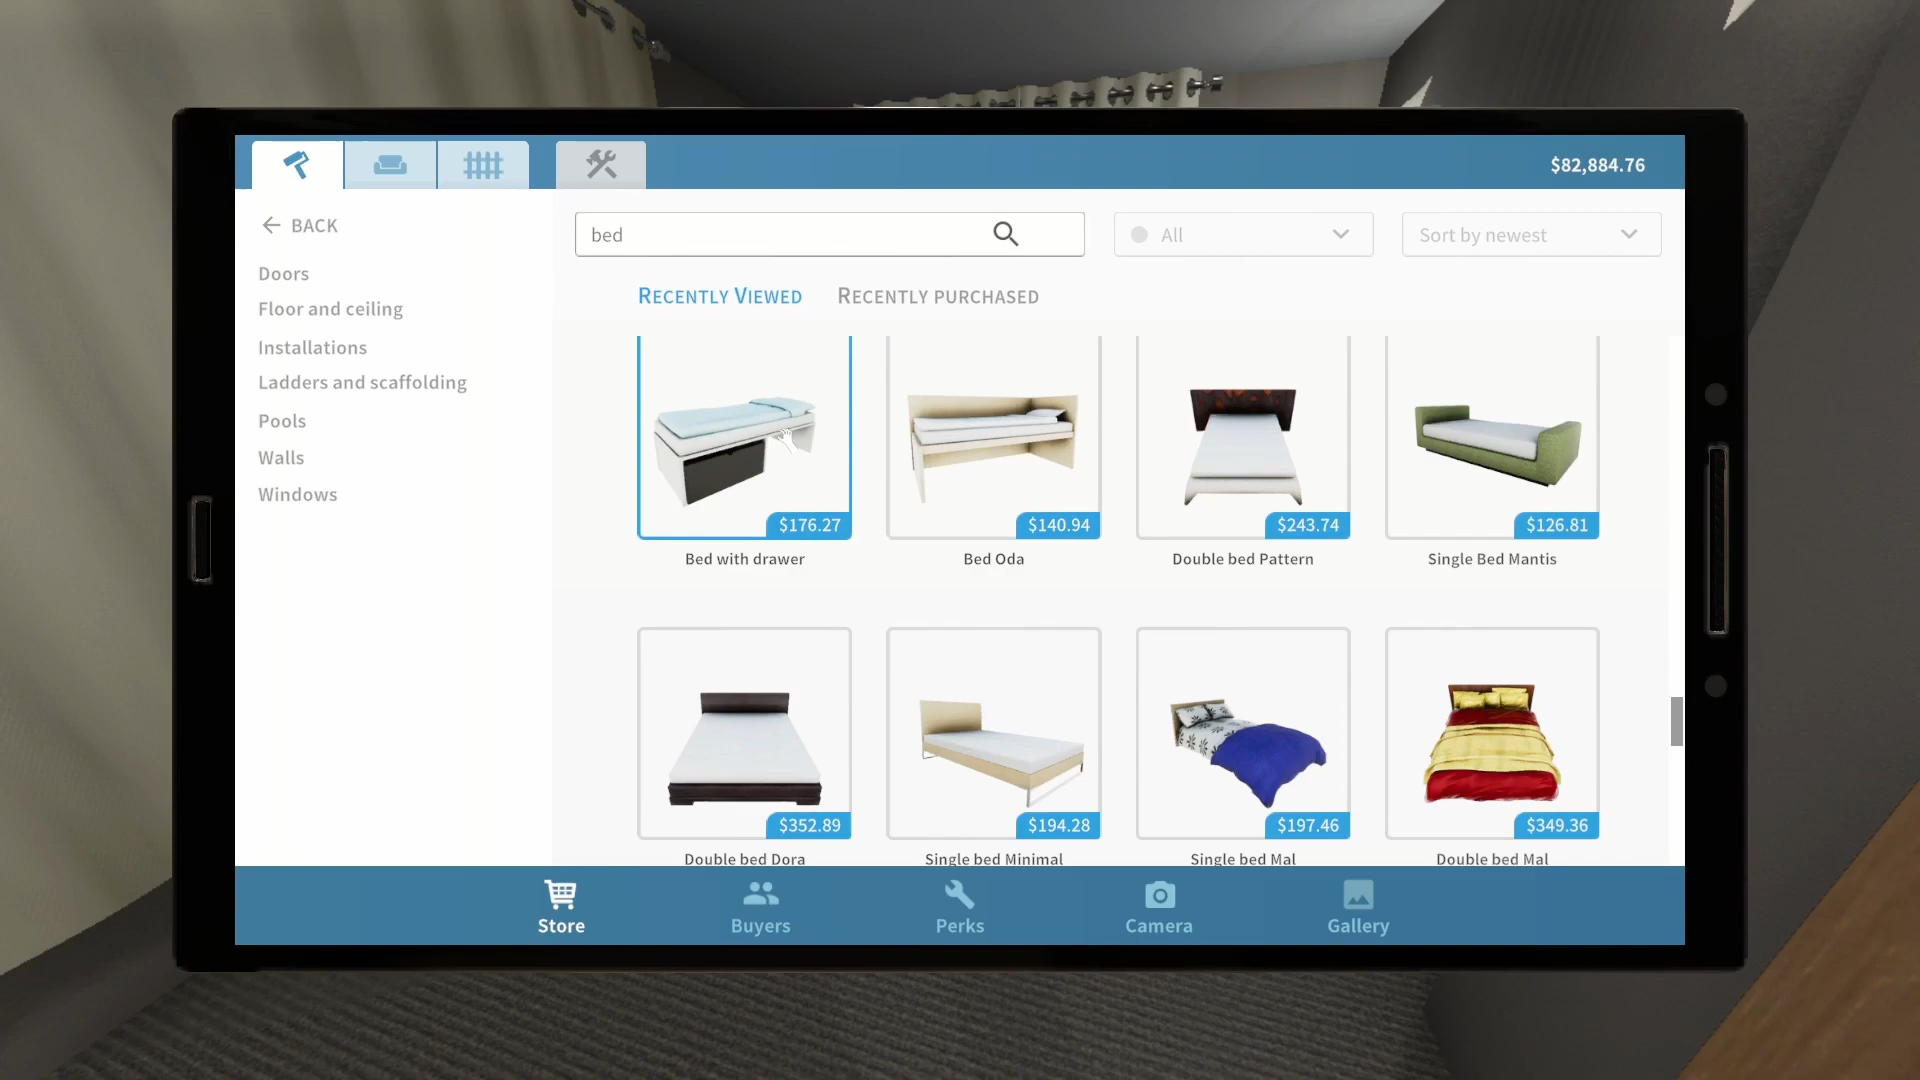 $82,884.76
BACK
bed
All
Sort by newest
Doors
Floor and ceiling
Installations
Ladders and scaffolding
Pools
Walls
Windows
RECENTLY VIEWED
RECENTLY PURCHASED
$176.27
$140.94
$243.74
$126.81
Bed with drawer
Bed Oda
Double bed Pattern
Single Bed Mantis
$352.89
$194.28
$197.46
$349.36
Double bed Dora
Single bed Minimal
Single bed Mal
Double bed Mal
Store
Buyers
Perks
Camera
Gallery